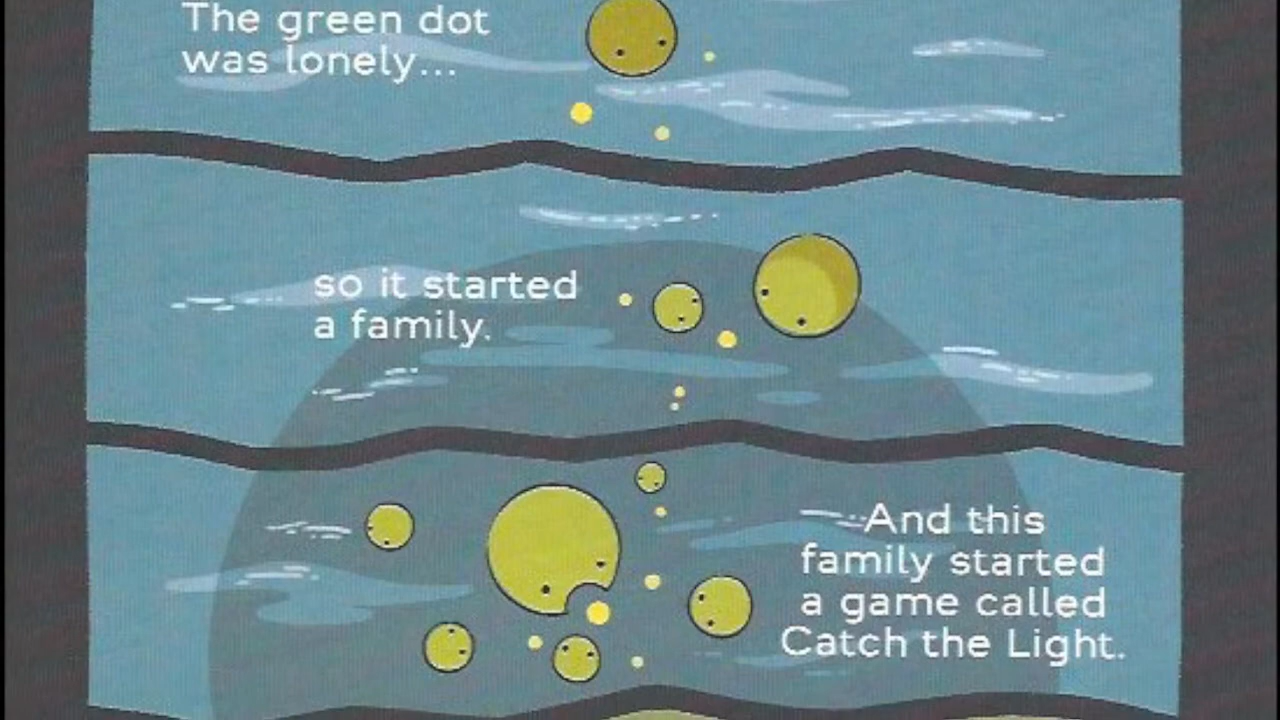 The green dot
was lonely...
so it started
a family.
And this
family started
a game called
Catch the Light.